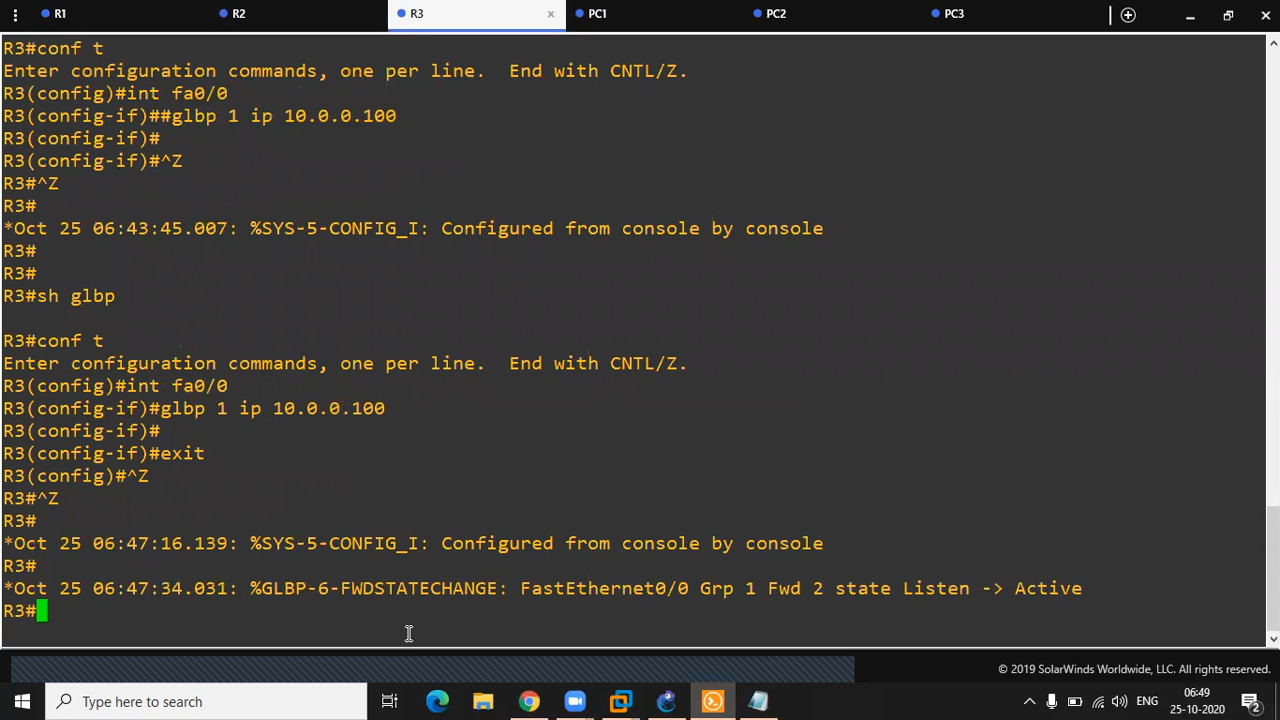 R1
R2
R3
PC1
PC2
PC3
R3#conf t
Enter configuration commands, one per line.  End with CNTL/Z.
R3(config)#int fa0/0
R3(config-if)##glbp 1 ip 10.0.0.100
R3(config-if)#
R3(config-if)#^Z
R3#^Z
R3#
*Oct 25 06:43:45.007: %SYS-5-CONFIG_I: Configured from console by console
R3#
R3#
R3#sh glbp
R3#conf t
Enter configuration commands, one per line.  End with CNTL/Z.
R3(config)#int fa0/0
R3(config-if)#glbp 1 ip 10.0.0.100
R3(config-if)#
R3(config-if)#exit
R3(config)#^Z
R3#^Z
R3#
*Oct 25 06:47:16.139: %SYS-5-CONFIG_I: Configured from console by console
R3#
*Oct 25 06:47:34.031: %GLBP-6-FWDSTATECHANGE: FastEthernet0/0 Grp 1 Fwd 2 state Listen -> Active
R3#
© 2019 SolarWinds Worldwide, LLC. All rights reserved.
Type here to search
ENG
06:49
25-10-2020
2